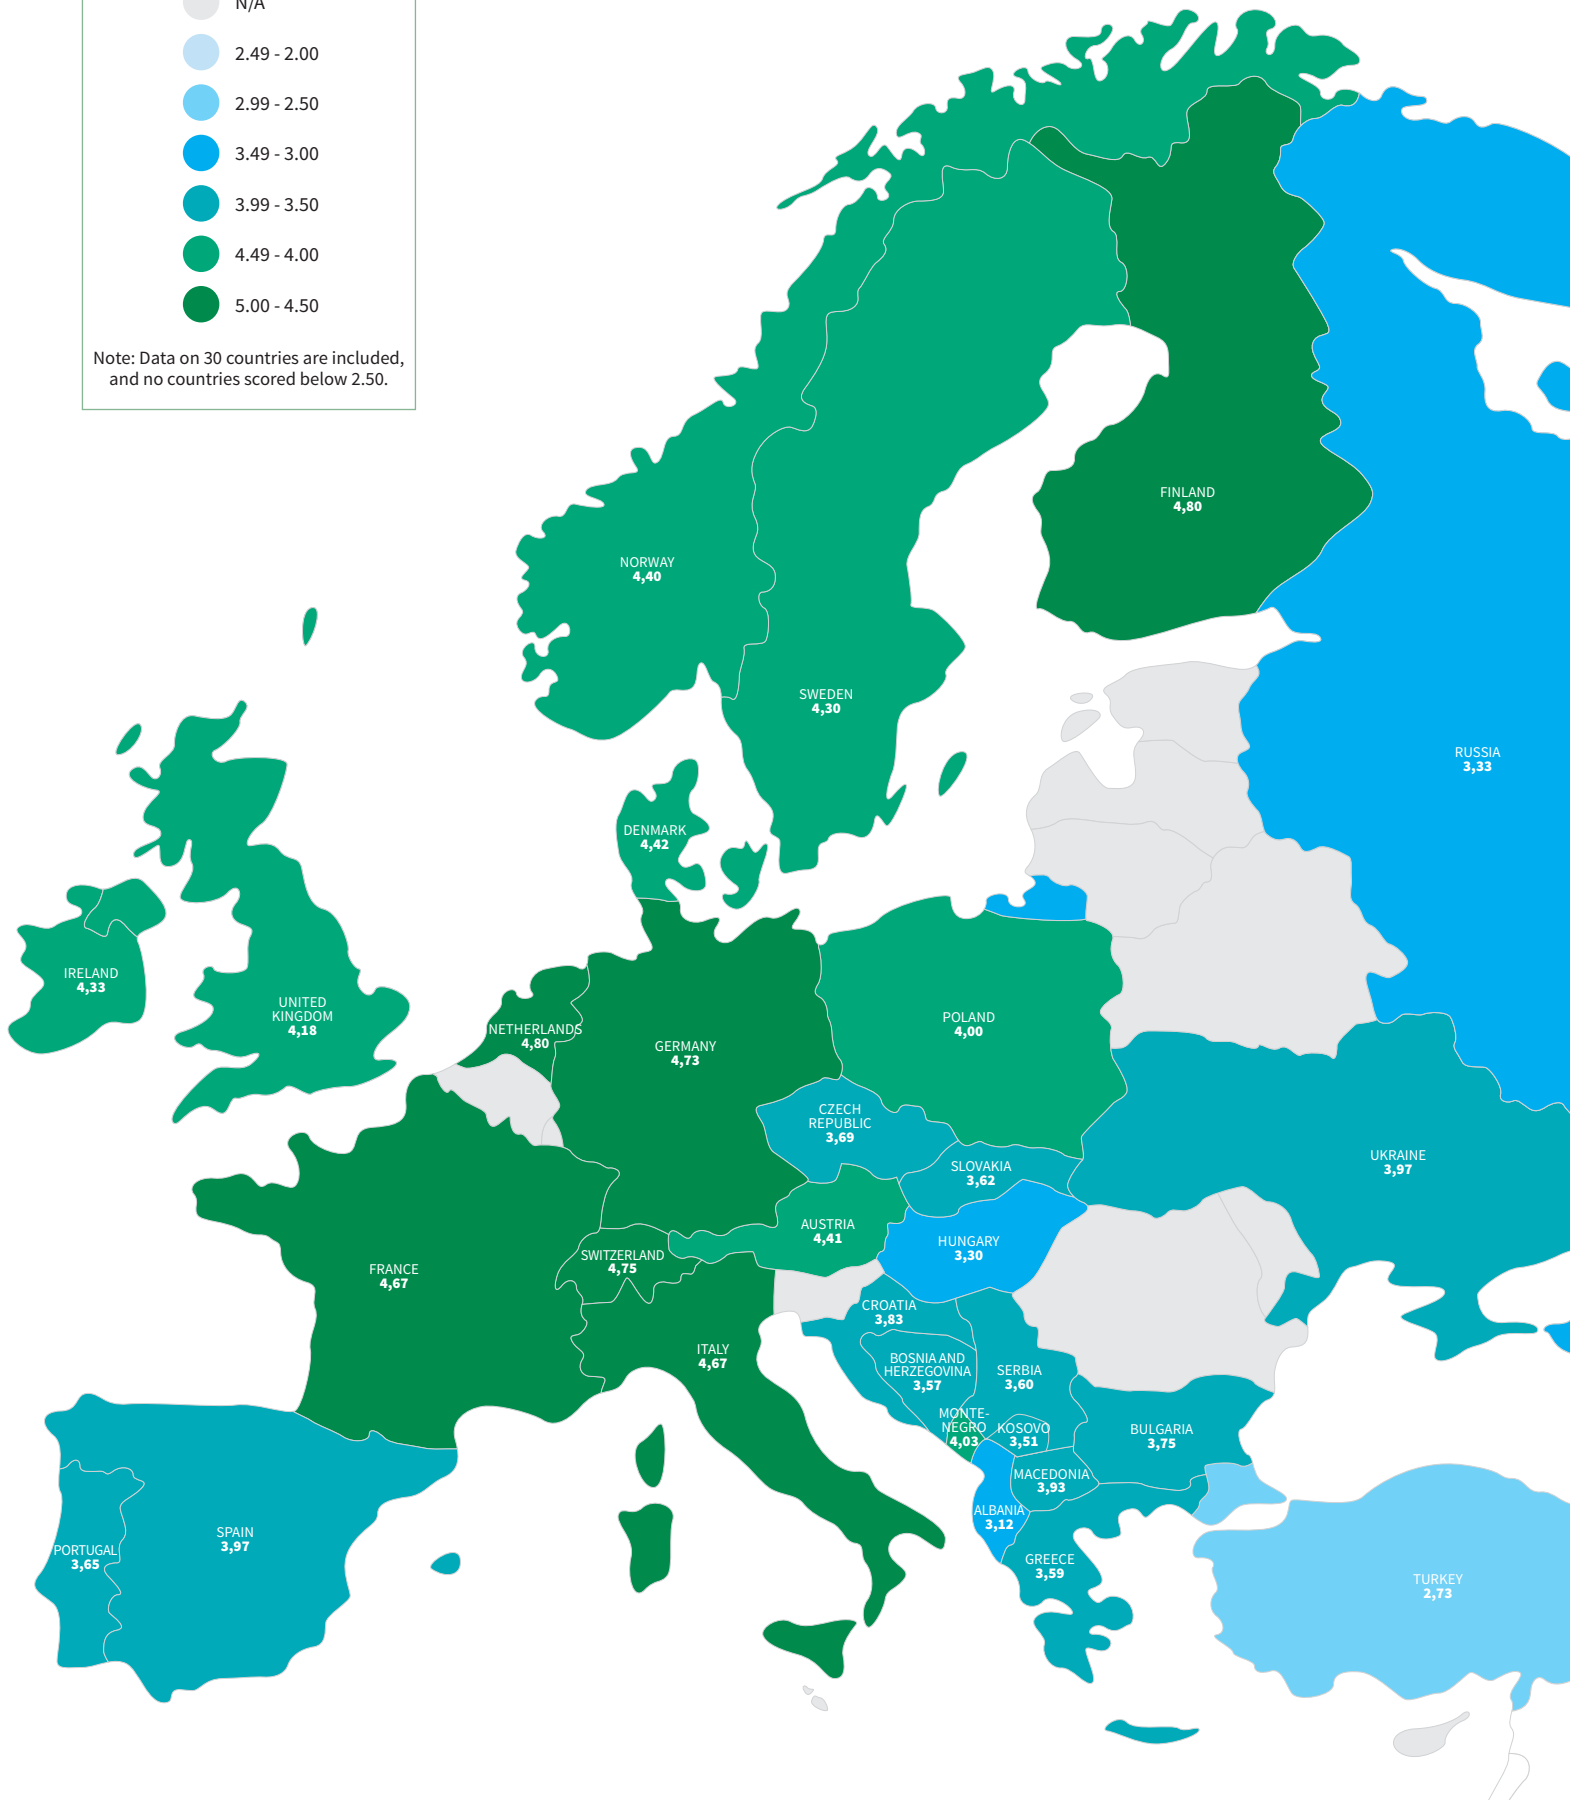 N/A
2.49 - 2.00
2.99 - 2.50
3.49 - 3.00
3.99 - 3.50
4.49 - 4.00
5.00 - 4.50
Note: Data on 30 countries are included,
and no countries scored below 2.50.
FINLAND
4,80
NORWAY
4,40
SWEDEN
4,30
RUSSIA
3,33
DENMARK
4,42
IRELAND
4,33
UNITED
KINGDOM
4,18
NETHERLANDS
4,80
GERMANY
4,73
POLAND
4,00
CZECH
REPUBLIC
3,69
SLOVAKIA
3,62
UKRAINE
3,97
AUSTRIA
4,41
HUNGARY
3,30
SWITZERLAND
4,75
FRANCE
4,67
CROATIA
3,83
ITALY
4,67
BOSNIA AND
HERZEGOVINA
3,57
SERBIA
3,60
MONTE-
NEGRO
4,03
KOSOVO
3,51
BULGARIA
3,75
MACEDONIA
3,93
ALBANIA
3,12
GREECE
3,59
SPAIN
3,97
PORTUGAL
3,65
TURKEY
2,73